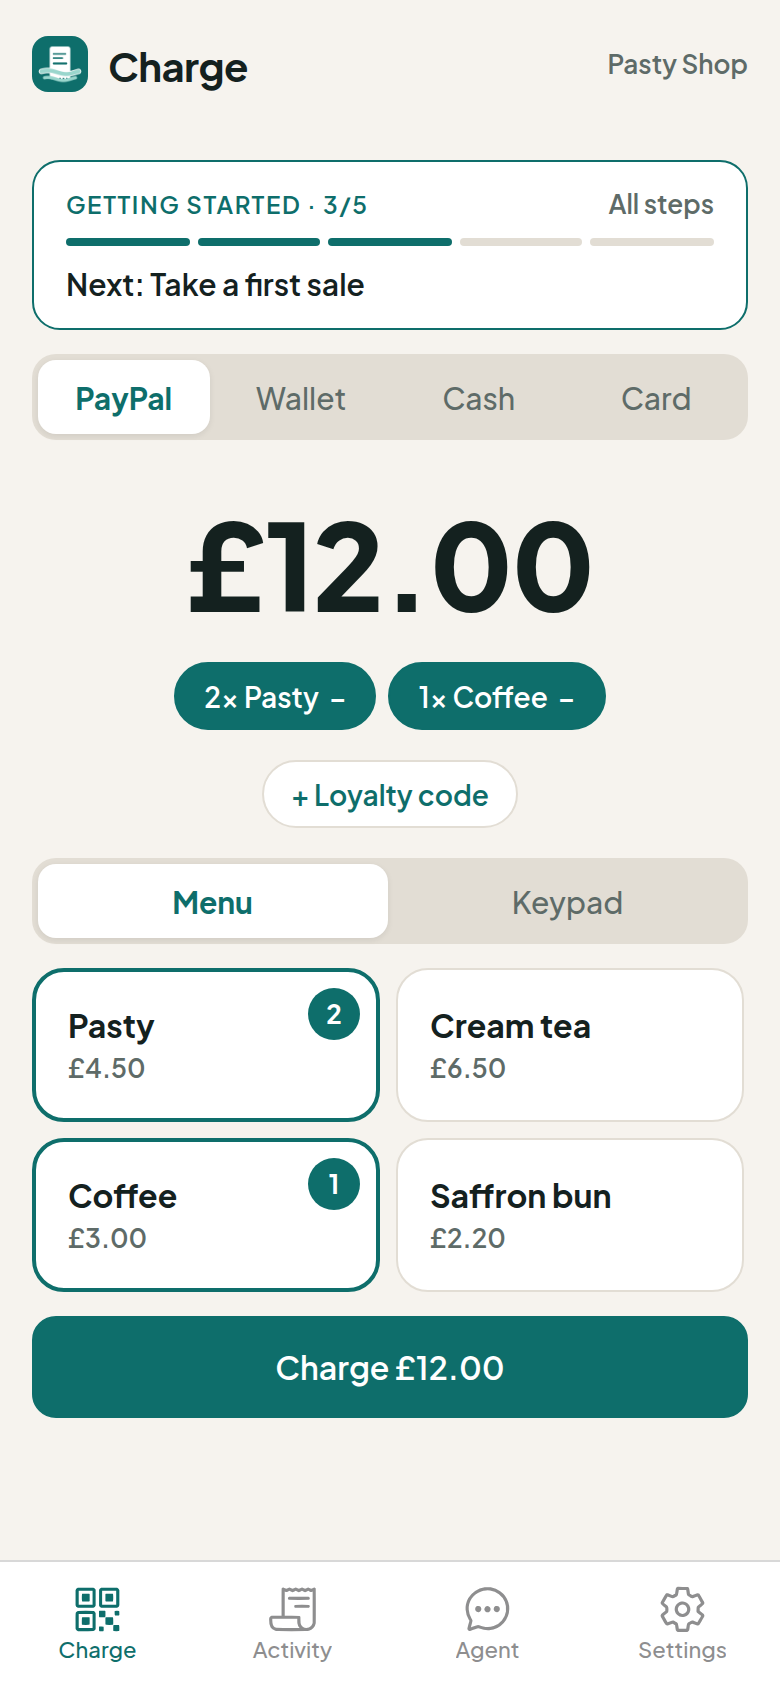 Charge
Pasty Shop
GETTING STARTED · 3/5
All steps
Next: Take a first sale
PayPal
Wallet
Cash
Card
£12.00
2× Pasty –
1× Coffee –
+ Loyalty code
Menu
Keypad
Pasty
2
£4.50
Cream tea
£6.50
Coffee
1
£3.00
Saffron bun
£2.20
Charge £12.00
Charge
Activity
Agent
Settings